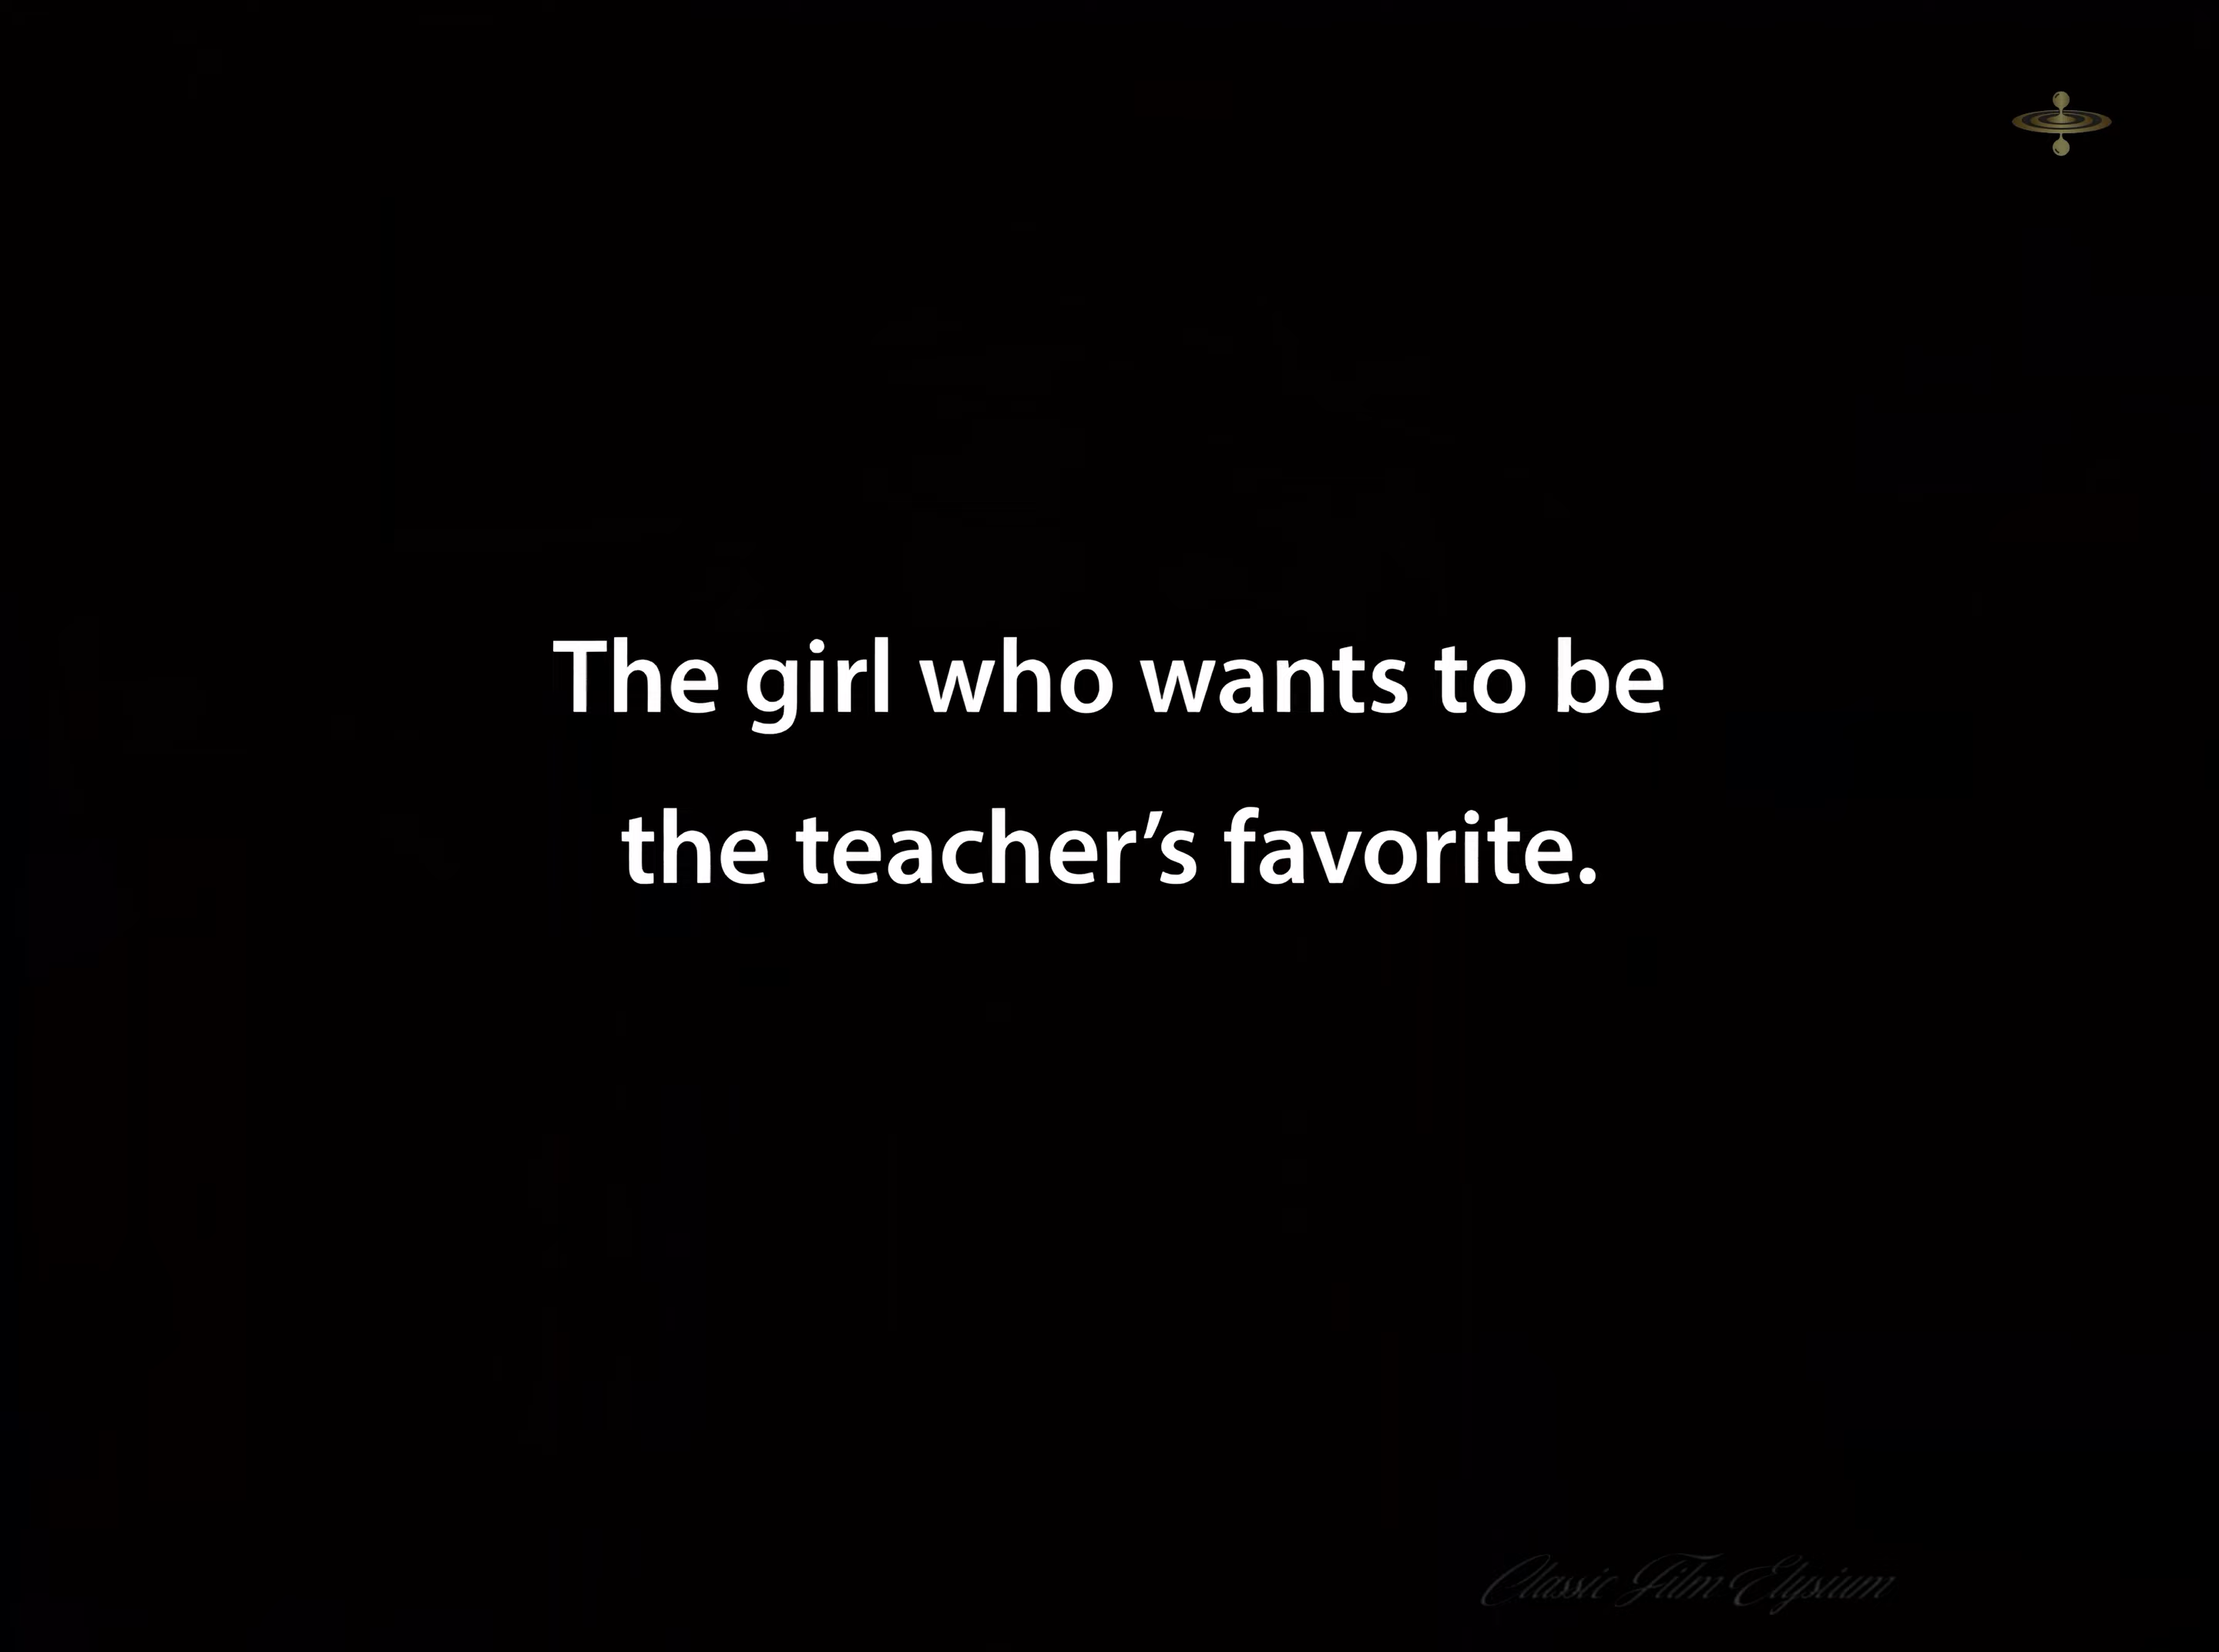 The girl who wants to be
the teacher’s favorite.
Classic Film Elysium